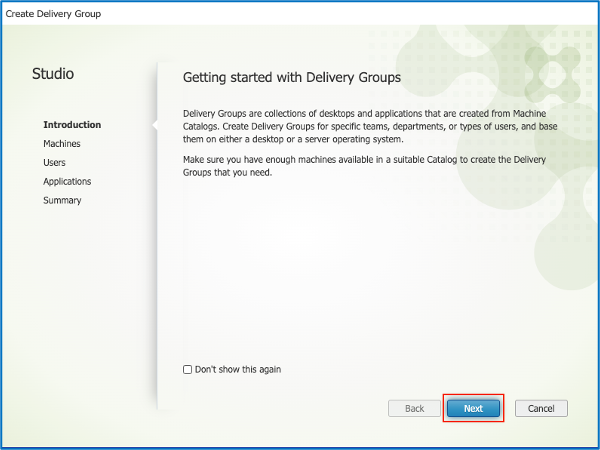 Create Delivery Group
Studio
Introduction
Machines
Users
Applications
Summary
Getting started with Delivery Groups
Delivery Groups are collections of desktops and applications that are created from Machine
Catalogs. Create Delivery Groups for specific teams, departments, or types of users, and base
them on either a desktop or a server operating system.
Make sure you have enough machines available in a suitable Catalog to create the Delivery
Groups that you need.
Don't show this again
Back
Next
Cancel